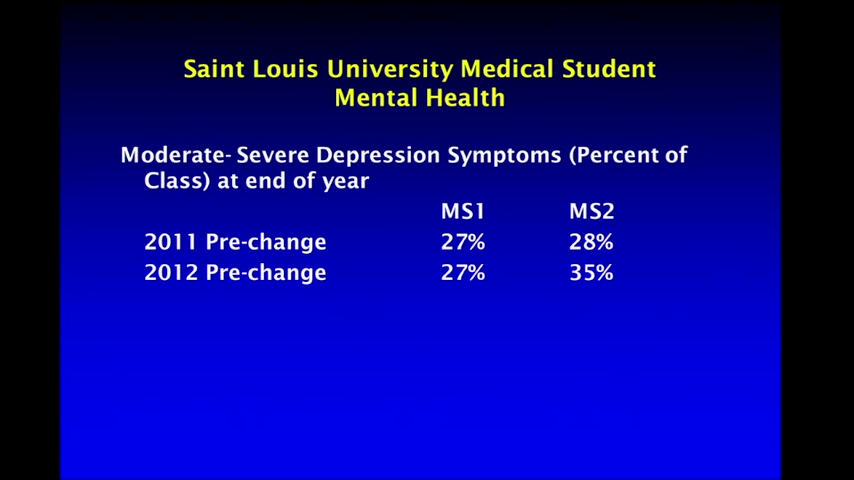 Saint Louis University Medical Student
Mental Health
Moderate- Severe Depression Symptoms (Percent of
Class) at end of year
MS1 MS2
2011 Pre-change 27% 28%
2012 Pre-change 27% 35%